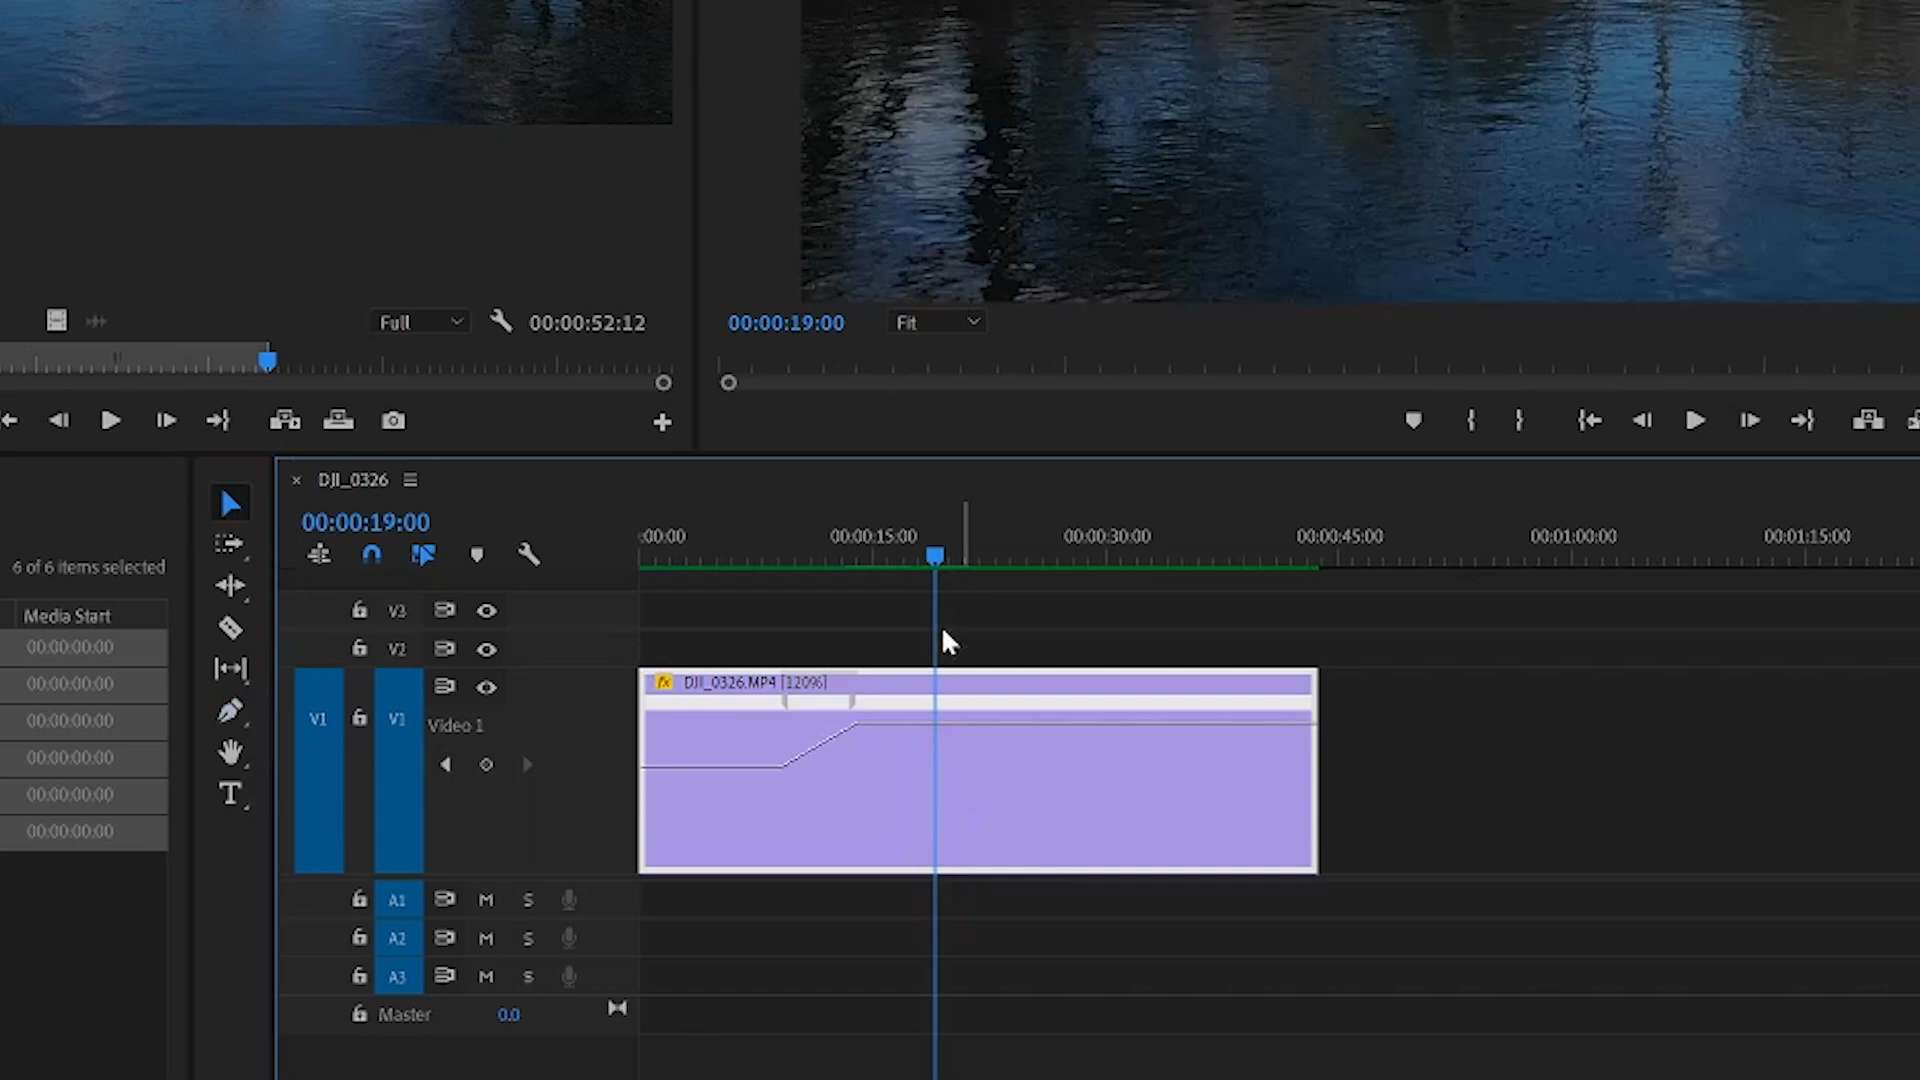 Full
00:00:52:12
00:00:19:00
Fit
DJI_0326
00:00:19:00
:00:00
00:00:15:00
00:00:30:00
00:00:45:00
00:01:00:00
00:01:15:00
6 of 6 items selected
Media Start
00:00:00:00
00:00:00:00
00:00:00:00
00:00:00:00
00:00:00:00
00:00:00:00
V3
V2
V1
V1
Video 1
DJI_0326.MP4 [120%]
A1 M S
A2 M S
A3 M S
Master 0.0